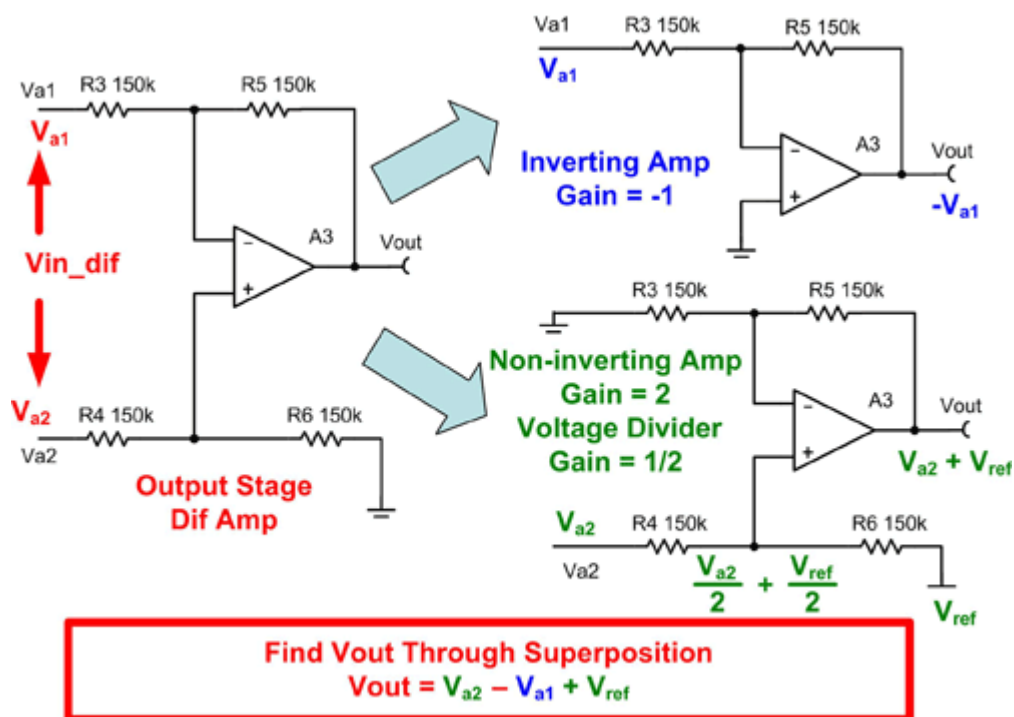 Va1
R3 150k
R5 150k
Va1
Vin_dif
A3
Vout
−
+
Va2
R4 150k
R6 150k
Va2
Output Stage
Dif Amp
Va1
R3 150k
R5 150k
Va1
Inverting Amp
Gain = -1
−
+
A3
Vout
-Va1
R3 150k
R5 150k
Non-inverting Amp
Gain = 2
Voltage Divider
Gain = 1/2
−
+
A3
Vout
Va2 + Vref
Va2
R4 150k
R6 150k
Va2
Va2/2 + Vref/2
Vref
Find Vout Through Superposition
Vout = Va2 – Va1 + Vref